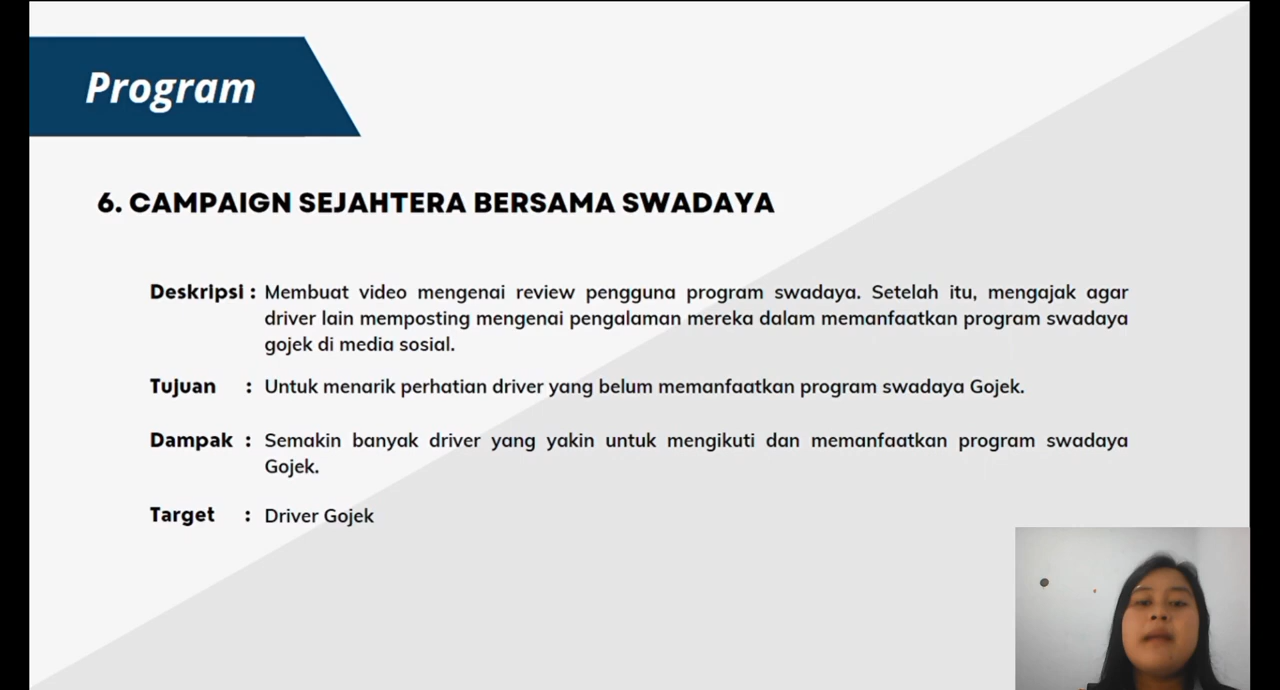 Program
6. CAMPAIGN SEJAHTERA BERSAMA SWADAYA
Deskripsi : Membuat video mengenai review pengguna program swadaya. Setelah itu, mengajak agar
driver lain memposting mengenai pengalaman mereka dalam memanfaatkan program swadaya
gojek di media sosial.
Tujuan : Untuk menarik perhatian driver yang belum memanfaatkan program swadaya Gojek.
Dampak : Semakin banyak driver yang yakin untuk mengikuti dan memanfaatkan program swadaya
Gojek.
Target : Driver Gojek